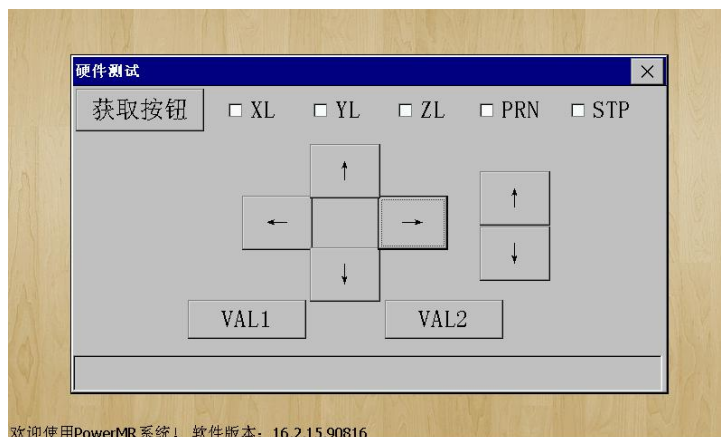 硬件测试
获取按钮 XL YL ZL PRN STP
↑
← → ↑
↓ ↓
VAL1 VAL2
欢迎使用PowerMR系统! 软件版本: 16.2.15.90816